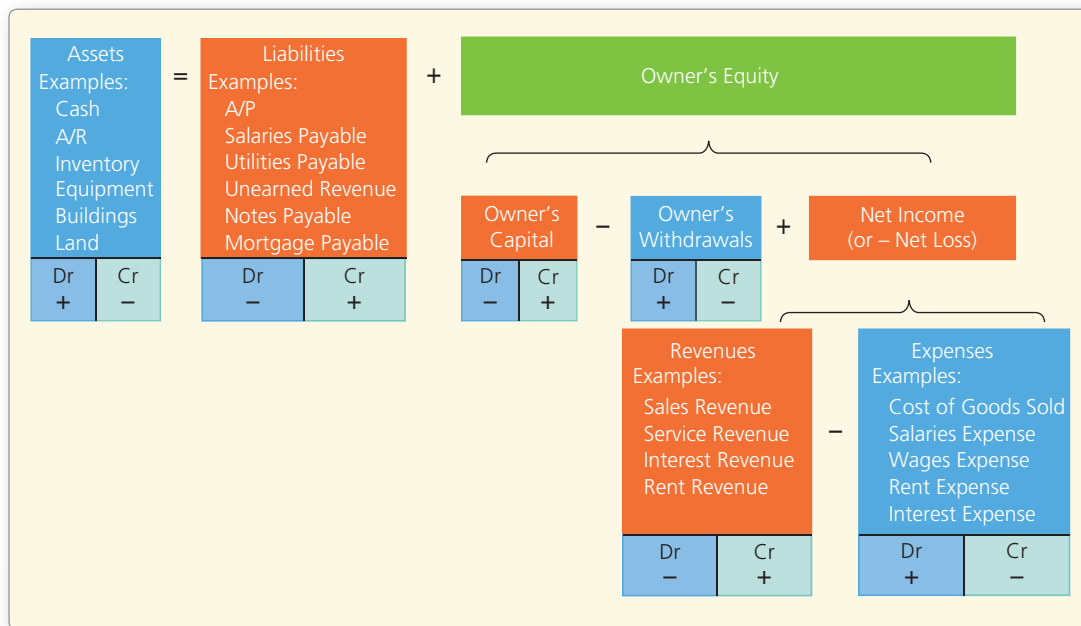 Assets
Examples:
Cash
A/R
Inventory
Equipment
Buildings
Land
Dr
+
Cr
–
=
Liabilities
Examples:
A/P
Salaries Payable
Utilities Payable
Unearned Revenue
Notes Payable
Mortgage Payable
Dr
–
Cr
+
+
Owner's Equity
Owner's
Capital
Dr
–
Cr
+
–
Owner's
Withdrawals
Dr
+
Cr
–
+
Net Income
(or – Net Loss)
Revenues
Examples:
Sales Revenue
Service Revenue
Interest Revenue
Rent Revenue
Dr
–
Cr
+
–
Expenses
Examples:
Cost of Goods Sold
Salaries Expense
Wages Expense
Rent Expense
Interest Expense
Dr
+
Cr
–